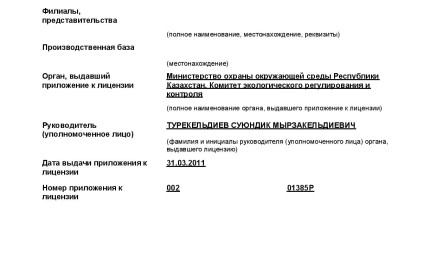 Филиалы,
представительства
(полное наименование, местонахождение, реквизиты)
Производственная база
(местонахождение)
Орган, выдавший
приложение к лицензии
Министерство охраны окружающей среды Республики
Казахстан. Комитет экологического регулирования и
контроля
(полное наименование органа, выдавшего приложение к лицензии)
Руководитель
(уполномоченное лицо)
ТУРЕКЕЛЬДИЕВ СУЮНДИК МЫРЗАКЕЛЬДИЕВИЧ
(фамилия и инициалы руководителя (уполномоченного лица) органа,
выдавшего лицензию)
Дата выдачи приложения к
лицензии
31.03.2011
Номер приложения к
лицензии
002 01385Р